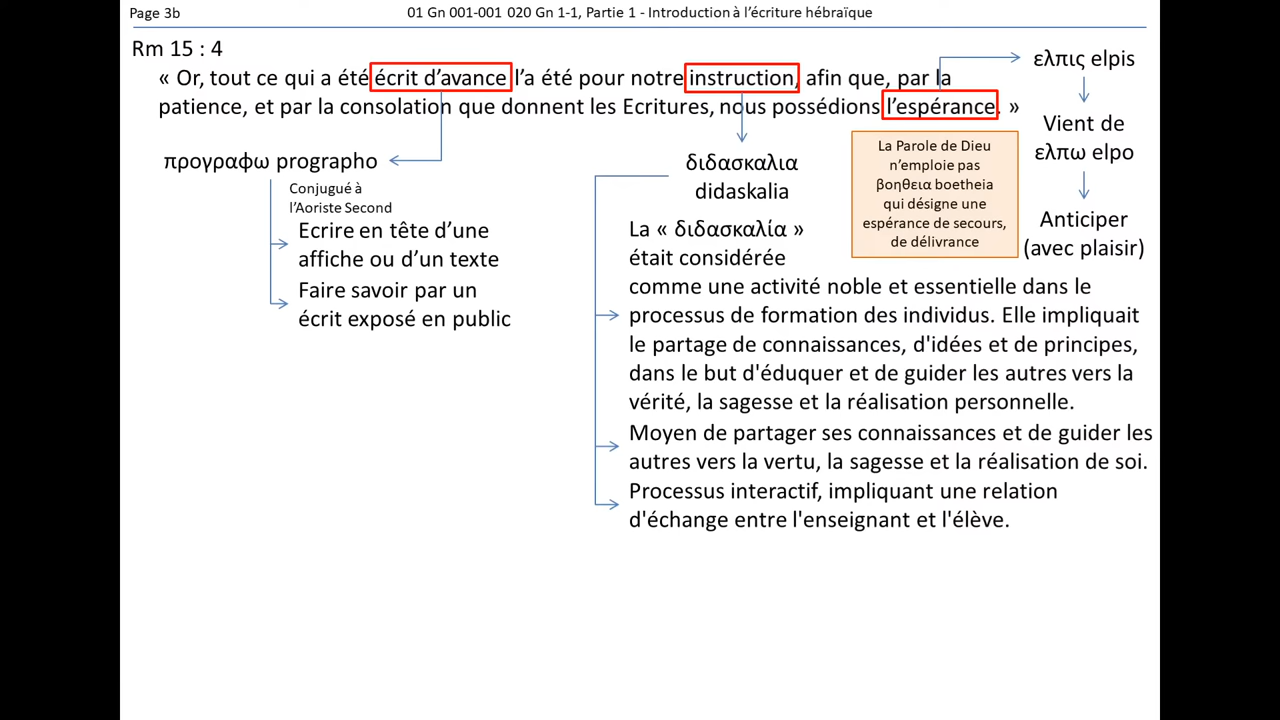 Page 3b
01 Gn 001-001 020 Gn 1-1, Partie 1 - Introduction à l’écriture hébraïque
Rm 15 : 4
« Or, tout ce qui a été écrit d’avance l’a été pour notre instruction, afin que, par la
patience, et par la consolation que donnent les Ecritures, nous possédions l’espérance. »
προγραφω prographo
Conjugué à
l’Aoriste Second
Ecrire en tête d’une
affiche ou d’un texte
Faire savoir par un
écrit exposé en public
διδασκαλια
didaskalia
La « διδασκαλία »
était considérée
comme une activité noble et essentielle dans le
processus de formation des individus. Elle impliquait
le partage de connaissances, d'idées et de principes,
dans le but d'éduquer et de guider les autres vers la
vérité, la sagesse et la réalisation personnelle.
Moyen de partager ses connaissances et de guider les
autres vers la vertu, la sagesse et la réalisation de soi.
Processus interactif, impliquant une relation
d'échange entre l'enseignant et l'élève.
La Parole de Dieu
n’emploie pas
βοηθεια boetheia
qui désigne une
espérance de secours,
de délivrance
ελπις elpis
Vient de
ελπω elpo
Anticiper
(avec plaisir)